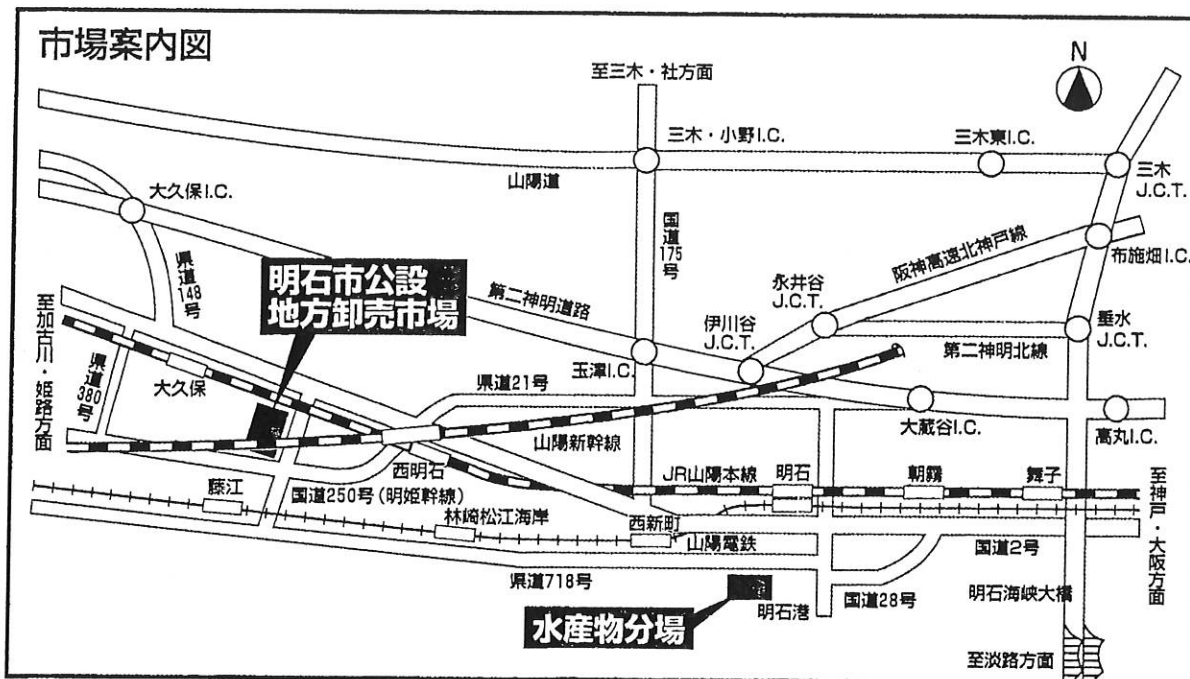 市場案内図
N
至三木・社方面
三木・小野I.C.
三木東I.C.
三木
J.C.T.
山陽道
大久保I.C.
国道175号
阪神高速北神戸線
布施畑I.C.
県道148号
明石市公設
地方卸売市場
第二神明道路
永井谷
J.C.T.
伊川谷
J.C.T.
垂水
J.C.T.
第二神明北線
至加古川・姫路方面
県道380号
大久保
玉津I.C.
県道21号
大蔵谷I.C.
高丸I.C.
山陽新幹線
西明石
JR山陽本線
明石
朝霧
舞子
至神戸・大阪方面
藤江
国道250号(明姫幹線)
林崎松江海岸
西新町
山陽電鉄
国道2号
県道718号
明石港
国道28号
明石海峡大橋
水産物分場
至淡路方面